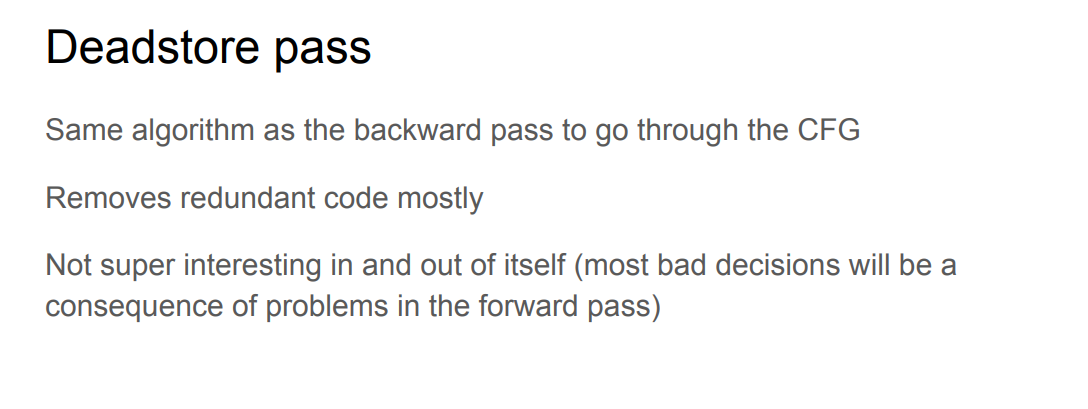 Deadstore pass
Same algorithm as the backward pass to go through the CFG
Removes redundant code mostly
Not super interesting in and out of itself (most bad decisions will be a
consequence of problems in the forward pass)